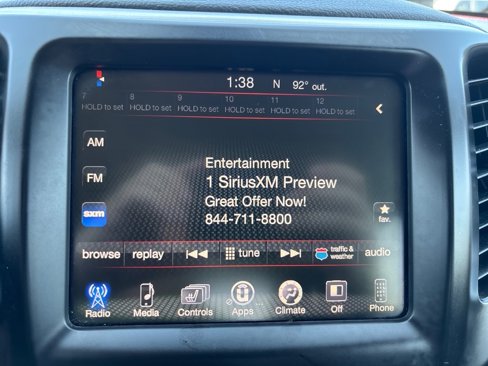 1:38 N 92° out.
7 8 9 10 11 12
HOLD to set HOLD to set HOLD to set HOLD to set HOLD to set HOLD to set
AM
Entertainment
FM 1 SiriusXM Preview
Great Offer Now!
sxm 844-711-8800 fav.
browse replay tune traffic & weather audio
Radio Media Controls Apps Climate Off Phone